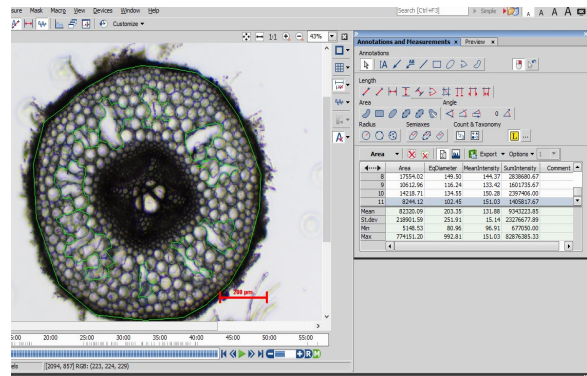 sure Mask Macro View Devices Window Help
Search [Ctrl+F3]
Simple
A A A A
Customize
1:1
43%
Annotations and Measurements x Preview x
Annotations
Length
Area Angle
0
Radius Semiaxes Count & Taxonomy
Area Export Options 1
Area EqDiameter MeanIntensity SumIntensity Comment
8 17554.02 149.50 144.37 2838680.67
9 10612.96 116.24 133.42 1601735.67
10 14218.71 134.55 150.28 2397406.00
11 8244.12 102.45 151.03 1405817.67
Mean 82320.09 203.35 131.88 9343223.85
St.dev 218901.59 251.91 15.14 23276677.89
Min 5148.53 80.96 96.91 677050.00
Max 774151.20 992.81 151.03 82876385.33
200 µm
5:00 20:00 25:00 30:00 35:00 40:00 45:00 50:00 55:00
R
els [2094, 857] RGB: (223, 224, 229)